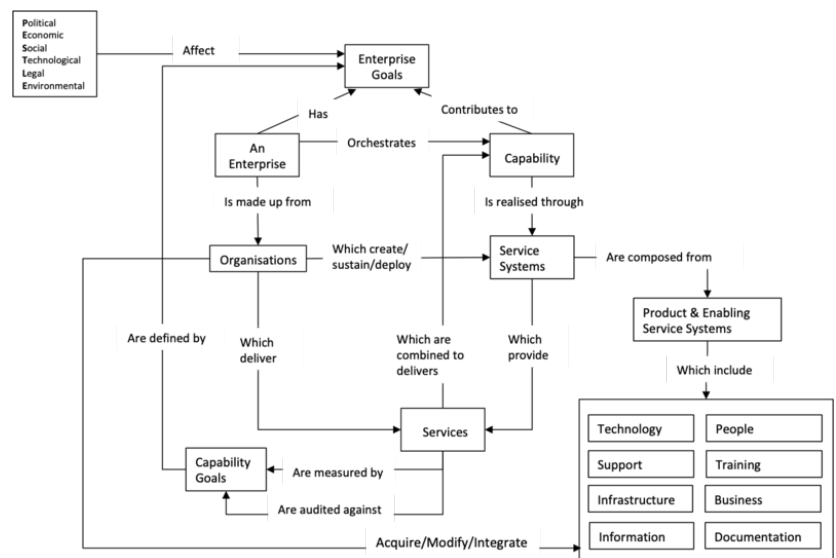 Political
Economic
Social
Technological
Legal
Environmental
Affect
Enterprise
Goals
Has
Contributes to
An
Enterprise
Orchestrates
Capability
Is made up from
Is realised through
Organisations
Which create/
sustain/deploy
Service
Systems
Are composed from
Product & Enabling
Service Systems
Are defined by
Which
deliver
Which are
combined to
delivers
Which
provide
Which include
Technology
People
Support
Training
Infrastructure
Business
Information
Documentation
Services
Capability
Goals
Are measured by
Are audited against
Acquire/Modify/Integrate